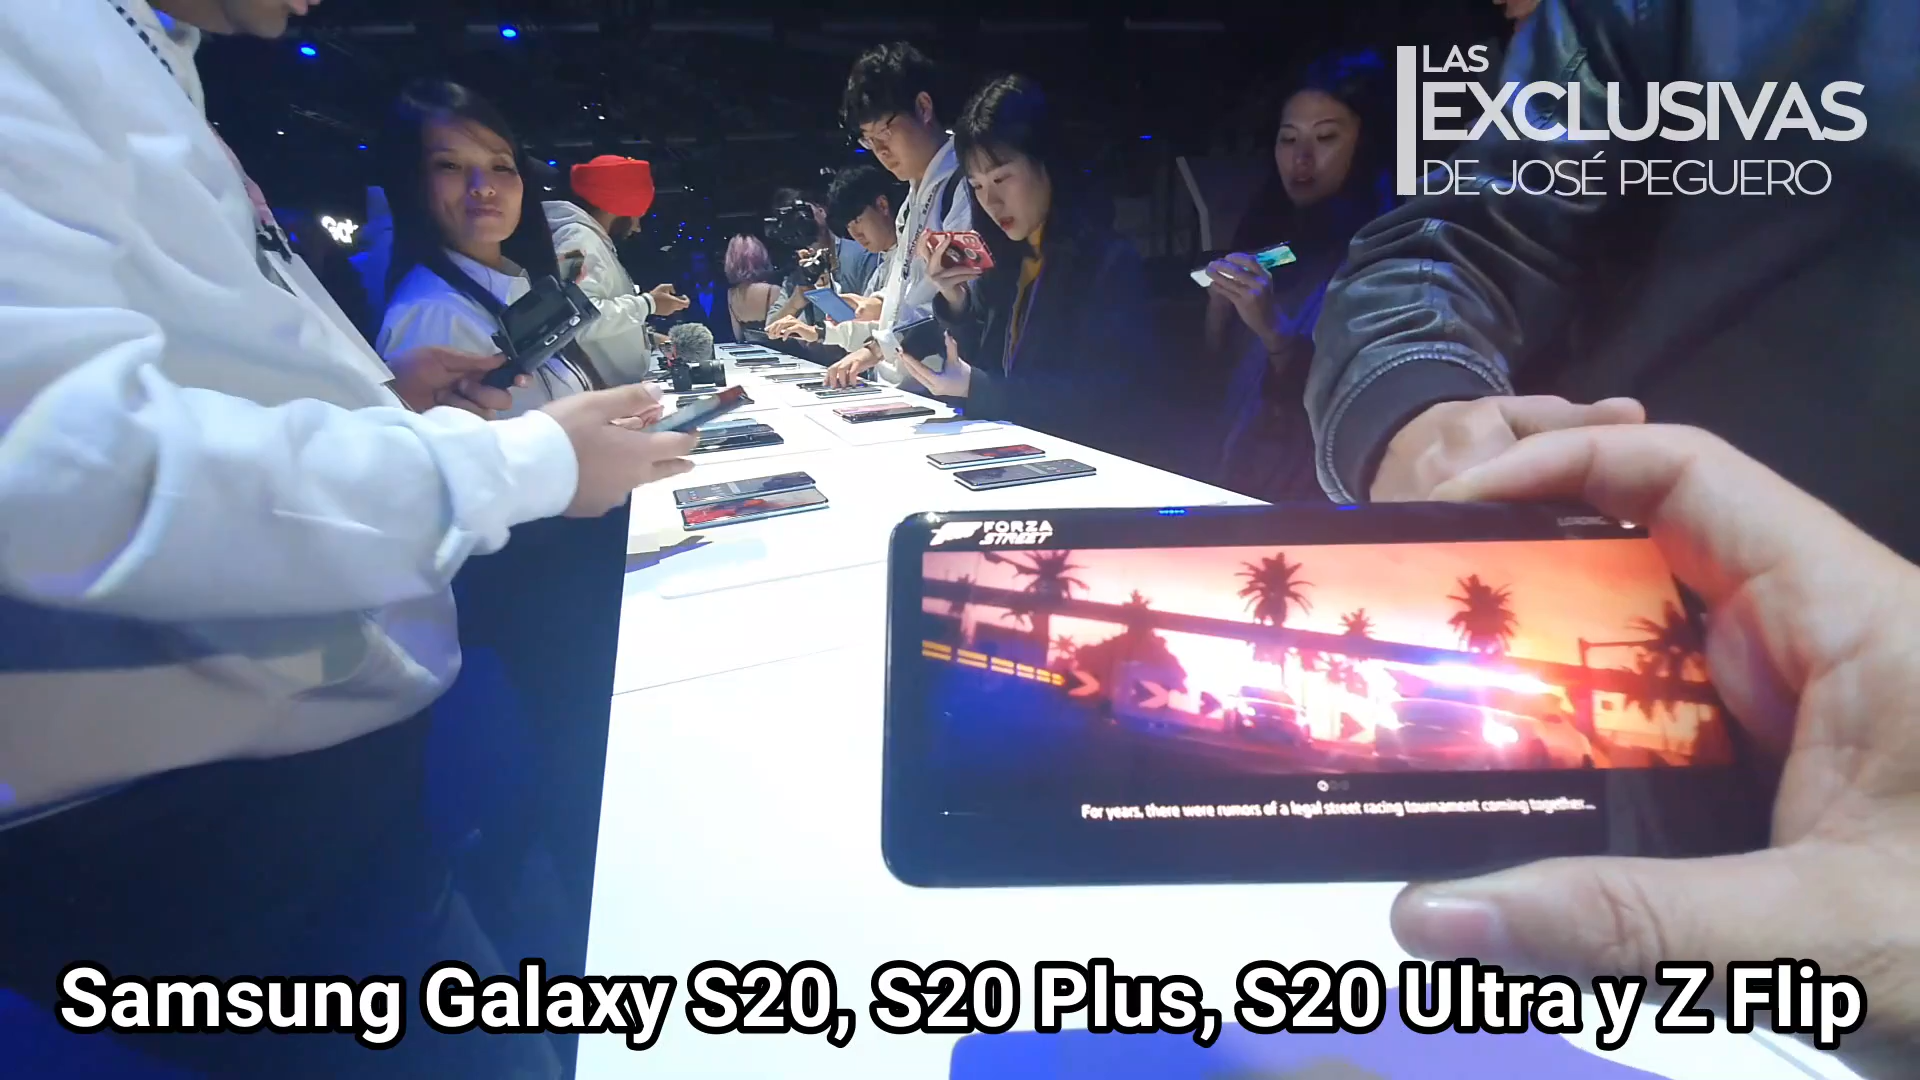 LAS
EXCLUSIVAS
DE JOSÉ PEGUERO
FORZA
STREET
LOADING
For years, there were rumors of a legal street racing tournament coming together...
Samsung Galaxy S20, S20 Plus, S20 Ultra y Z Flip